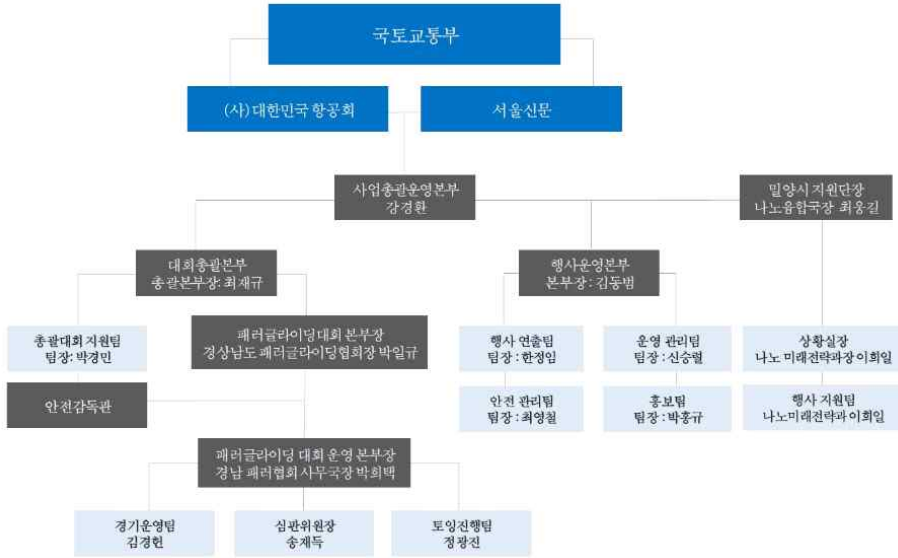 국토교통부
(사)대한민국 항공회
서울신문
사업총괄운영본부
강경환
밀양시 지원단장
나노융합국장 최웅길
대회총괄본부
총괄본부장: 최재규
행사운영본부
본부장 : 김동범
총괄대회 지원팀
팀장: 박경민
패러글라이딩대회 본부장
경상남도 패러글라이딩협회장 박일규
행사 연출팀
팀장 : 한정임
운영 관리팀
팀장 : 신승렬
상황실장
나노 미래전략과장 이희일
안전감독관
안전 관리팀
팀장 : 최영철
홍보팀
팀장 : 박홍규
행사 지원팀
나노미래전략과 이희일
패러글라이딩 대회 운영 본부장
경남 패러협회 사무국장 박희택
경기운영팀
김경헌
심판위원장
송재득
토잉진행팀
정광진